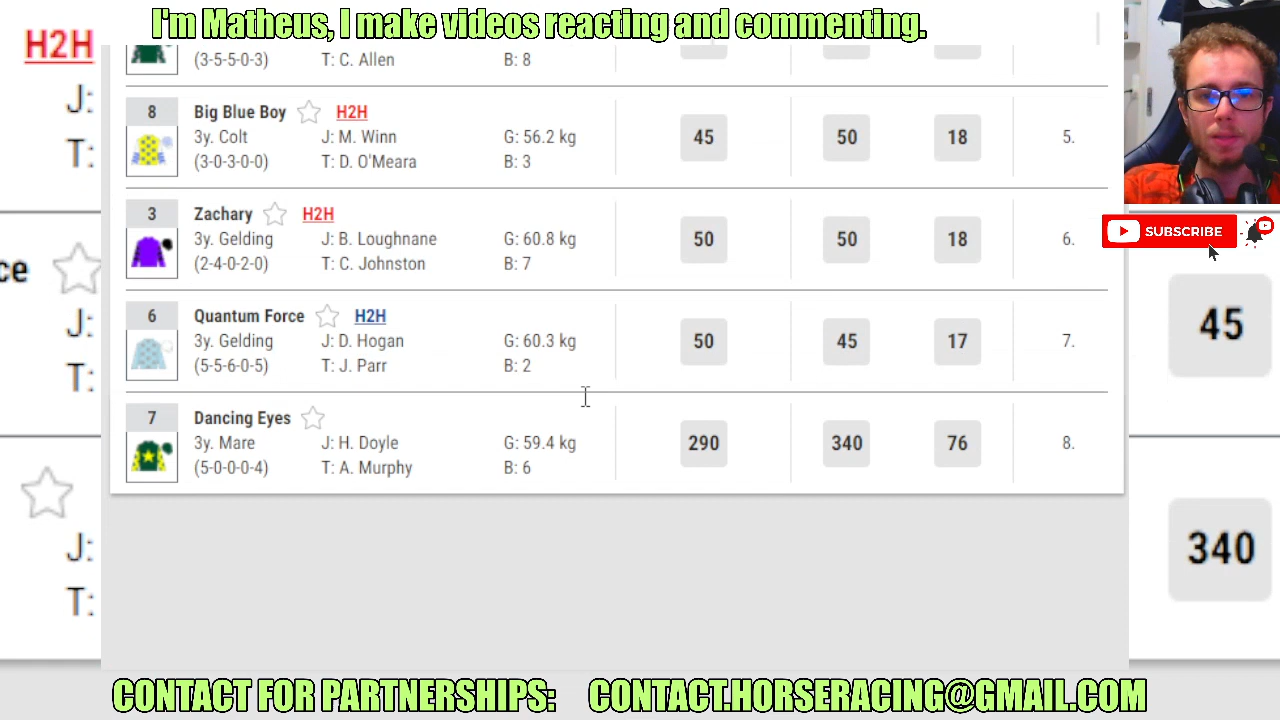 I'm Matheus, I make videos reacting and commenting.
H2H
J:
T:
ce
J:
T:
J:
T:
(3-5-5-0-3) T: C. Allen B: 8
8 Big Blue Boy H2H
3y. Colt J: M. Winn G: 56.2 kg 45 50 18 5.
(3-0-3-0-0) T: D. O'Meara B: 3
3 Zachary H2H
3y. Gelding J: B. Loughnane G: 60.8 kg 50 50 18 6.
(2-4-0-2-0) T: C. Johnston B: 7
6 Quantum Force H2H
3y. Gelding J: D. Hogan G: 60.3 kg 50 45 17 7.
(5-5-6-0-5) T: J. Parr B: 2
7 Dancing Eyes
3y. Mare J: H. Doyle G: 59.4 kg 290 340 76 8.
(5-0-0-0-4) T: A. Murphy B: 6
SUBSCRIBE
45
340
CONTACT FOR PARTNERSHIPS: CONTACT.HORSERACING@GMAIL.COM